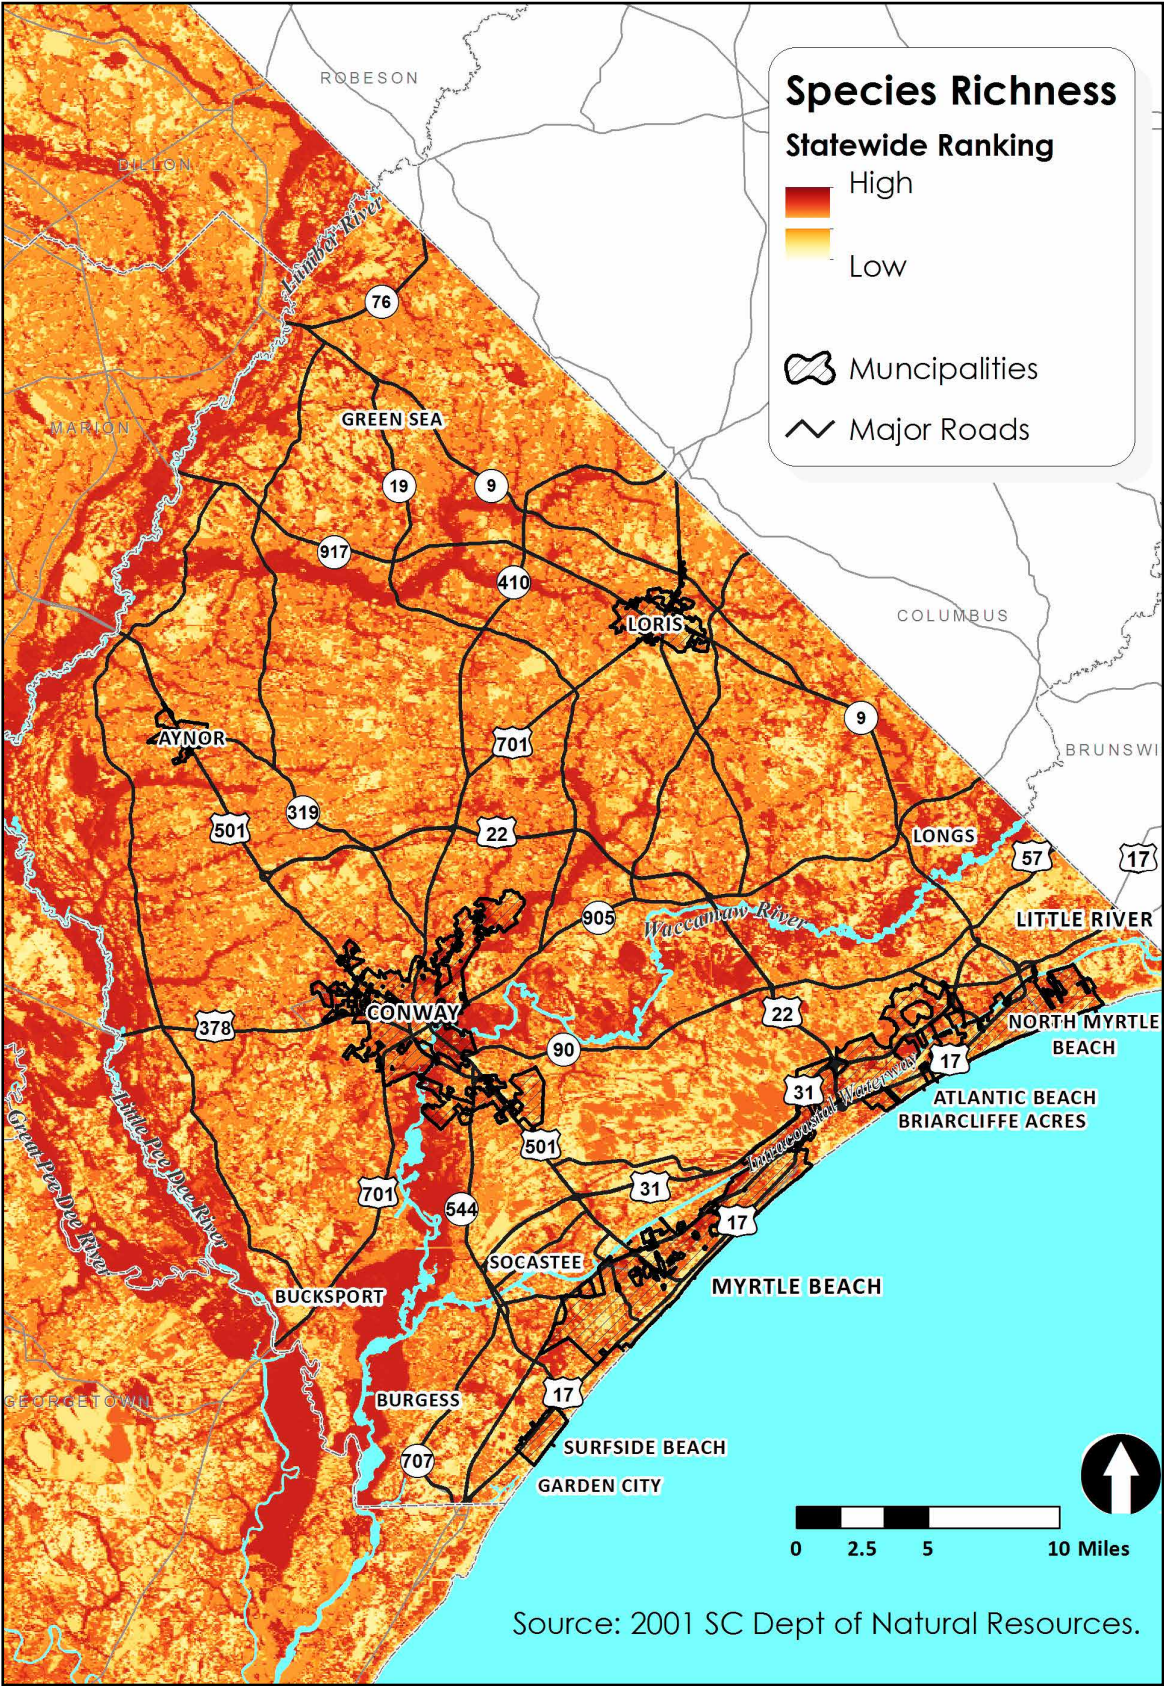 ROBESON
Species Richness
Statewide Ranking
High
Low
Muncipalities
Major Roads
DILLON
Lumber River
76
MARION
GREEN SEA
19
9
917
410
LORIS
COLUMBUS
9
AYNOR
701
BRUNSWI
319
501
22
LONGS
57
17
905
Waccamaw River
LITTLE RIVER
CONWAY
378
22
NORTH MYRTLE
BEACH
90
17
31
Intracoastal Waterway
ATLANTIC BEACH
BRIARCLIFFE ACRES
Great Pee Dee River
Little Pee Dee River
501
701
31
544
17
SOCASTEE
MYRTLE BEACH
BUCKSPORT
GEORGETOWN
BURGESS
17
707
SURFSIDE BEACH
GARDEN CITY
0 2.5 5 10 Miles
Source: 2001 SC Dept of Natural Resources.